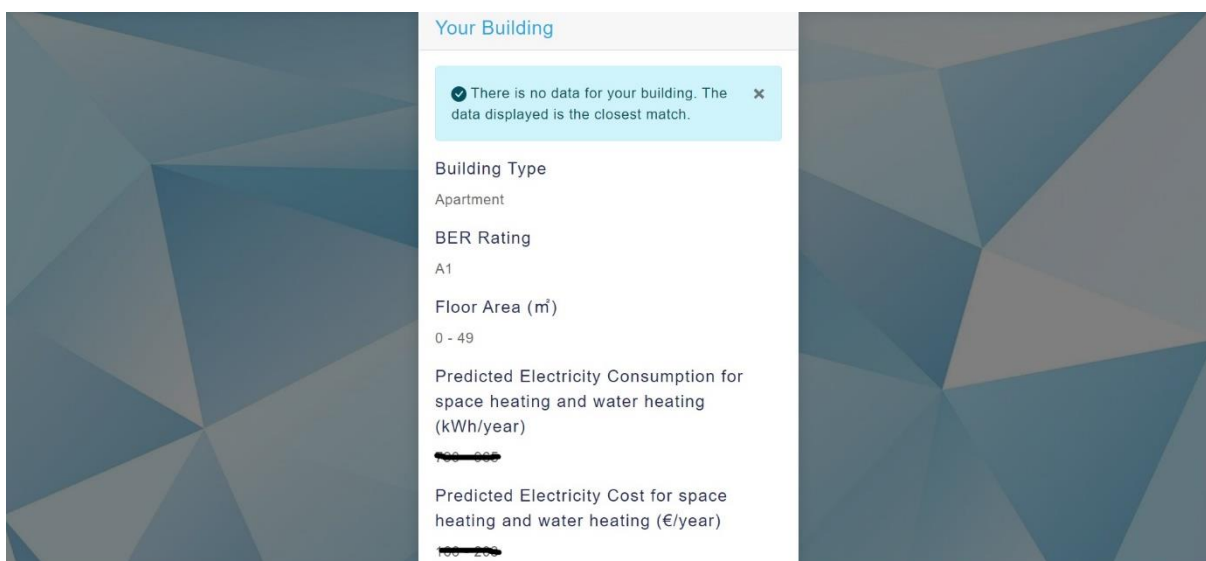 Your Building
There is no data for your building. The
data displayed is the closest match.
Building Type
Apartment
BER Rating
A1
Floor Area (㎡)
0 - 49
Predicted Electricity Consumption for
space heating and water heating
(kWh/year)
Predicted Electricity Cost for space
heating and water heating (€/year)